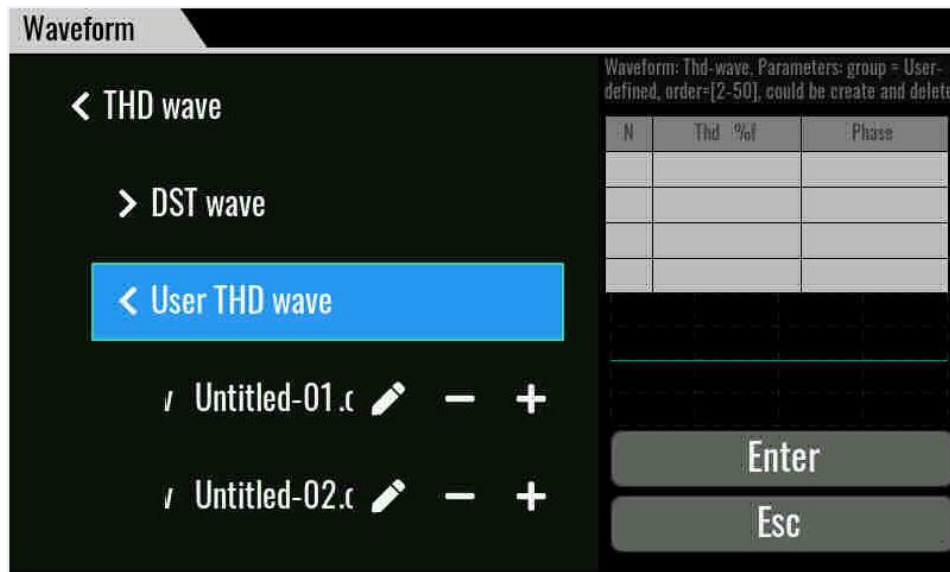 Waveform
THD wave
DST wave
User THD wave
Untitled-01.c
Untitled-02.c
Waveform: Thd-wave, Parameters: group = User-
defined, order=[2-50], could be create and delete
N Thd %f Phase
Enter
Esc